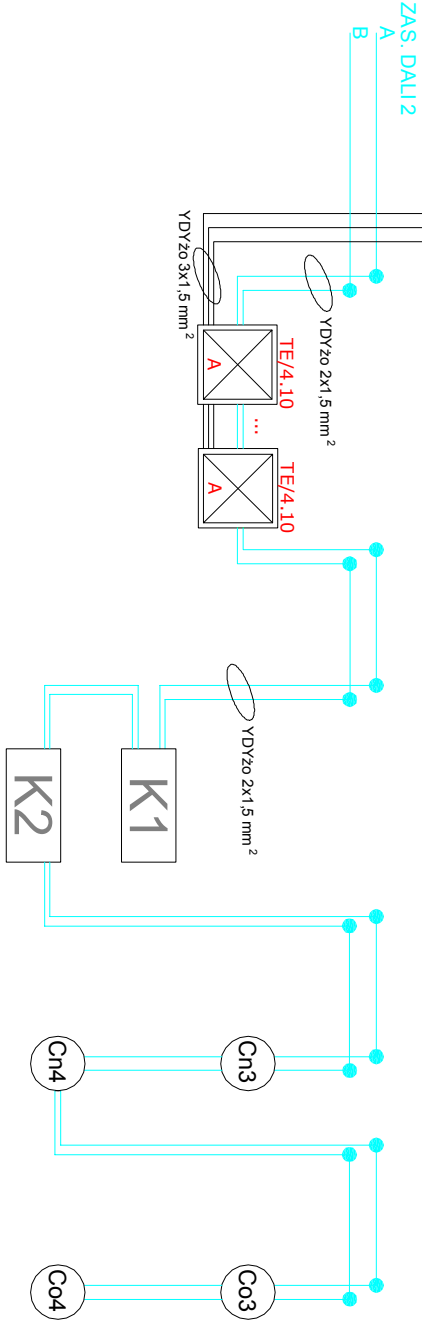 ZAS. DALI 2
A
B
YDYżo 3x1,5 mm²
YDYżo 2x1,5 mm²
TE/4.10
A
...
TE/4.10
A
YDYżo 2x1,5 mm²
K1
K2
Cn3
Cn4
Co3
Co4